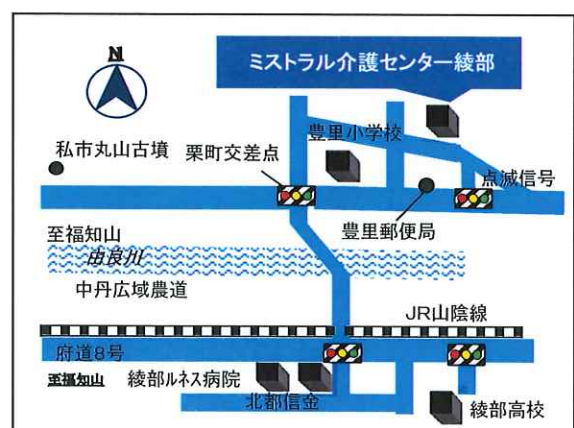 N
ミストラル介護センター綾部
豊里小学校
私市丸山古墳
栗町交差点
点滅信号
豊里郵便局
至福知山
由良川
中丹広域農道
JR山陰線
府道8号
至福知山
綾部ルネス病院
北都信金
綾部高校